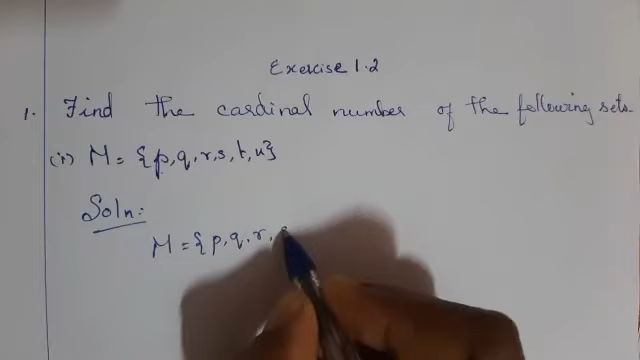 Exercise 1.2
1. Find the cardinal number of the following sets.
(i) M = {p, q, r, s, t, u}
Soln:
M = {p, q, r, s